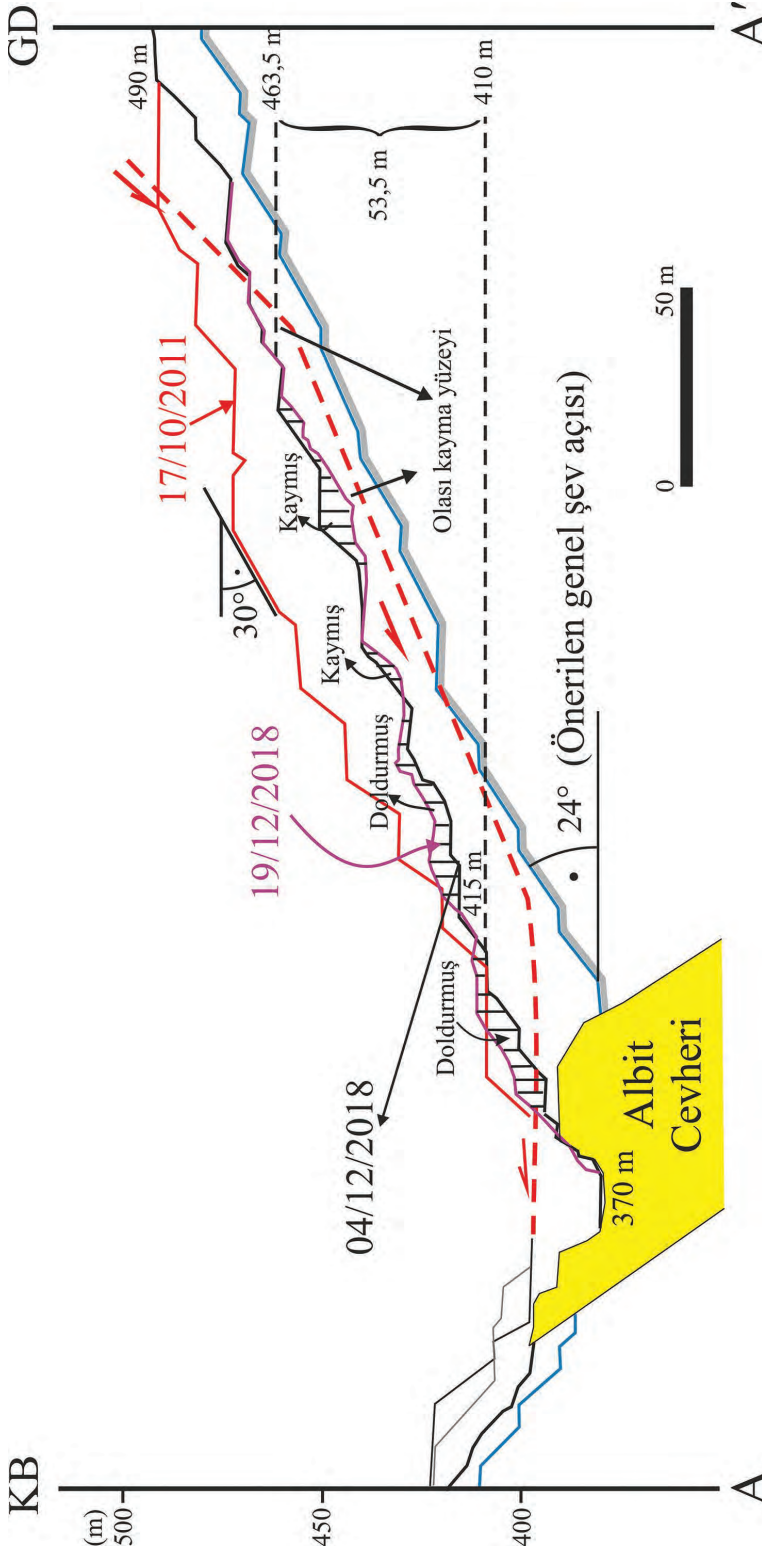 KB
GD
(m)
500
450
400
490 m
463,5 m
410 m
53,5 m
17/10/2011
30°
Kaymış
Kaymış
Olası kayma yüzeyi
19/12/2018
Doldurmuş
415 m
Doldurmuş
04/12/2018
370 m
24° (Önerilen genel şev açısı)
Albit
Cevheri
0
50 m
A
A'